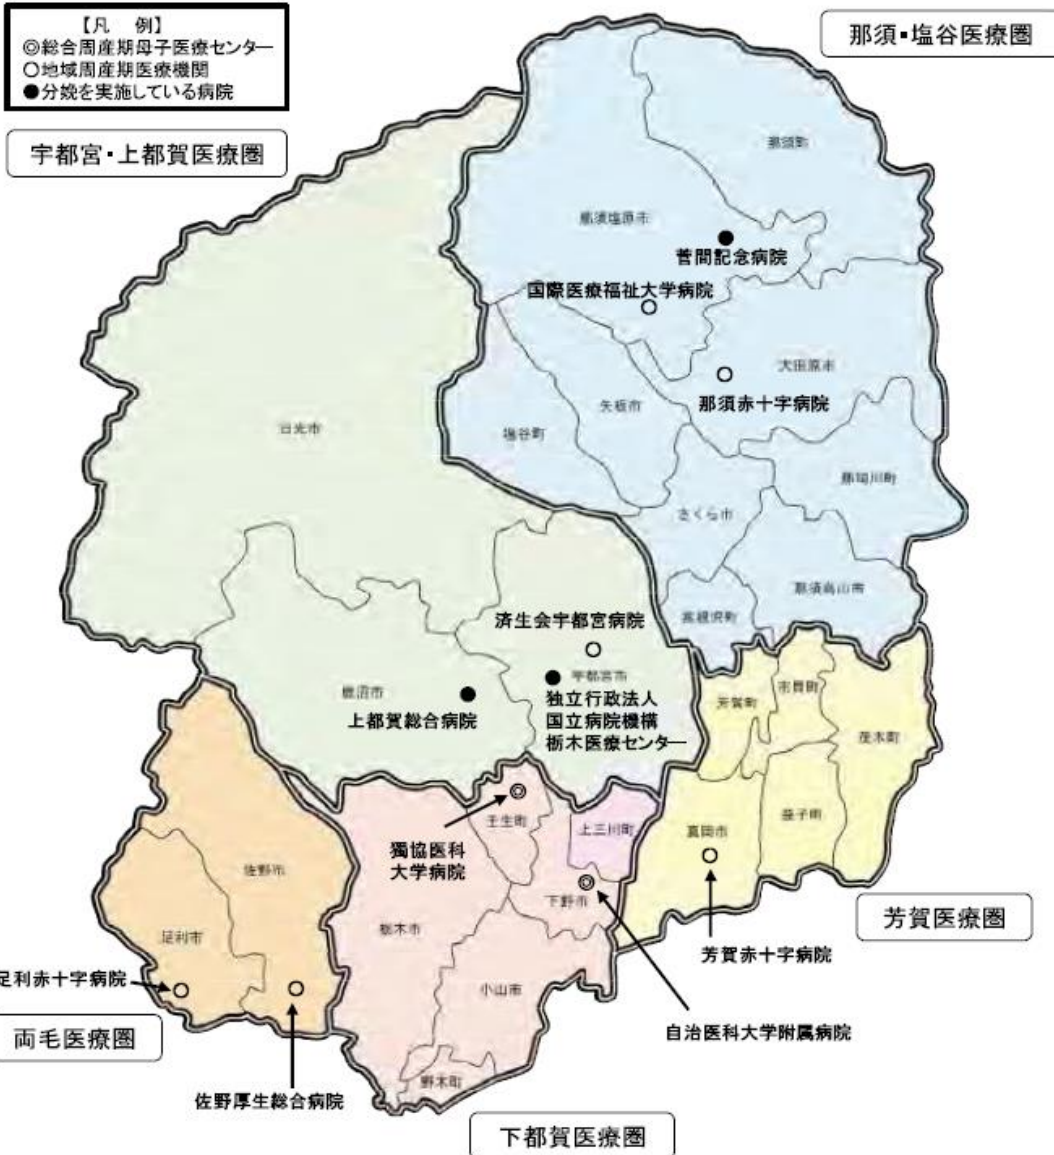 【凡　例】
◎総合周産期母子医療センター
○地域周産期医療機関
●分娩を実施している病院
那須・塩谷医療圏
宇都宮・上都賀医療圏
那須町
那須塩原市
菅間記念病院
国際医療福祉大学病院
大田原市
那須赤十字病院
矢板市
塩谷町
日光市
那珂川町
さくら市
那須烏山市
高根沢町
済生会宇都宮病院
宇都宮市
鹿沼市
上都賀総合病院
独立行政法人
国立病院機構
栃木医療センター
芳賀町
市貝町
茂木町
益子町
真岡市
壬生町
上三川町
獨協医科
大学病院
佐野市
下野市
栃木市
足利市
芳賀医療圏
芳賀赤十字病院
足利赤十字病院
小山市
自治医科大学附属病院
両毛医療圏
野木町
佐野厚生総合病院
下都賀医療圏